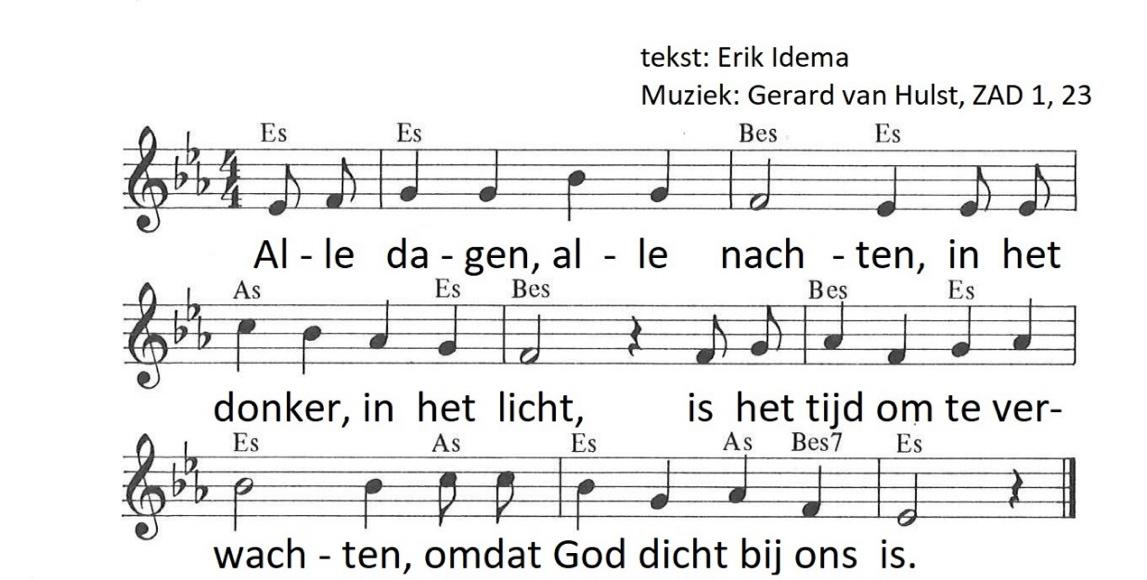 tekst: Erik Idema
Muziek: Gerard van Hulst, ZAD 1, 23
Es Es Bes Es
4
4
Al - le da - gen, al - le nach - ten, in het
As Es Bes Bes Es
donker, in het licht, is het tijd om te ver-
Es As Es As Bes7 Es
wach - ten, omdat God dicht bij ons is.